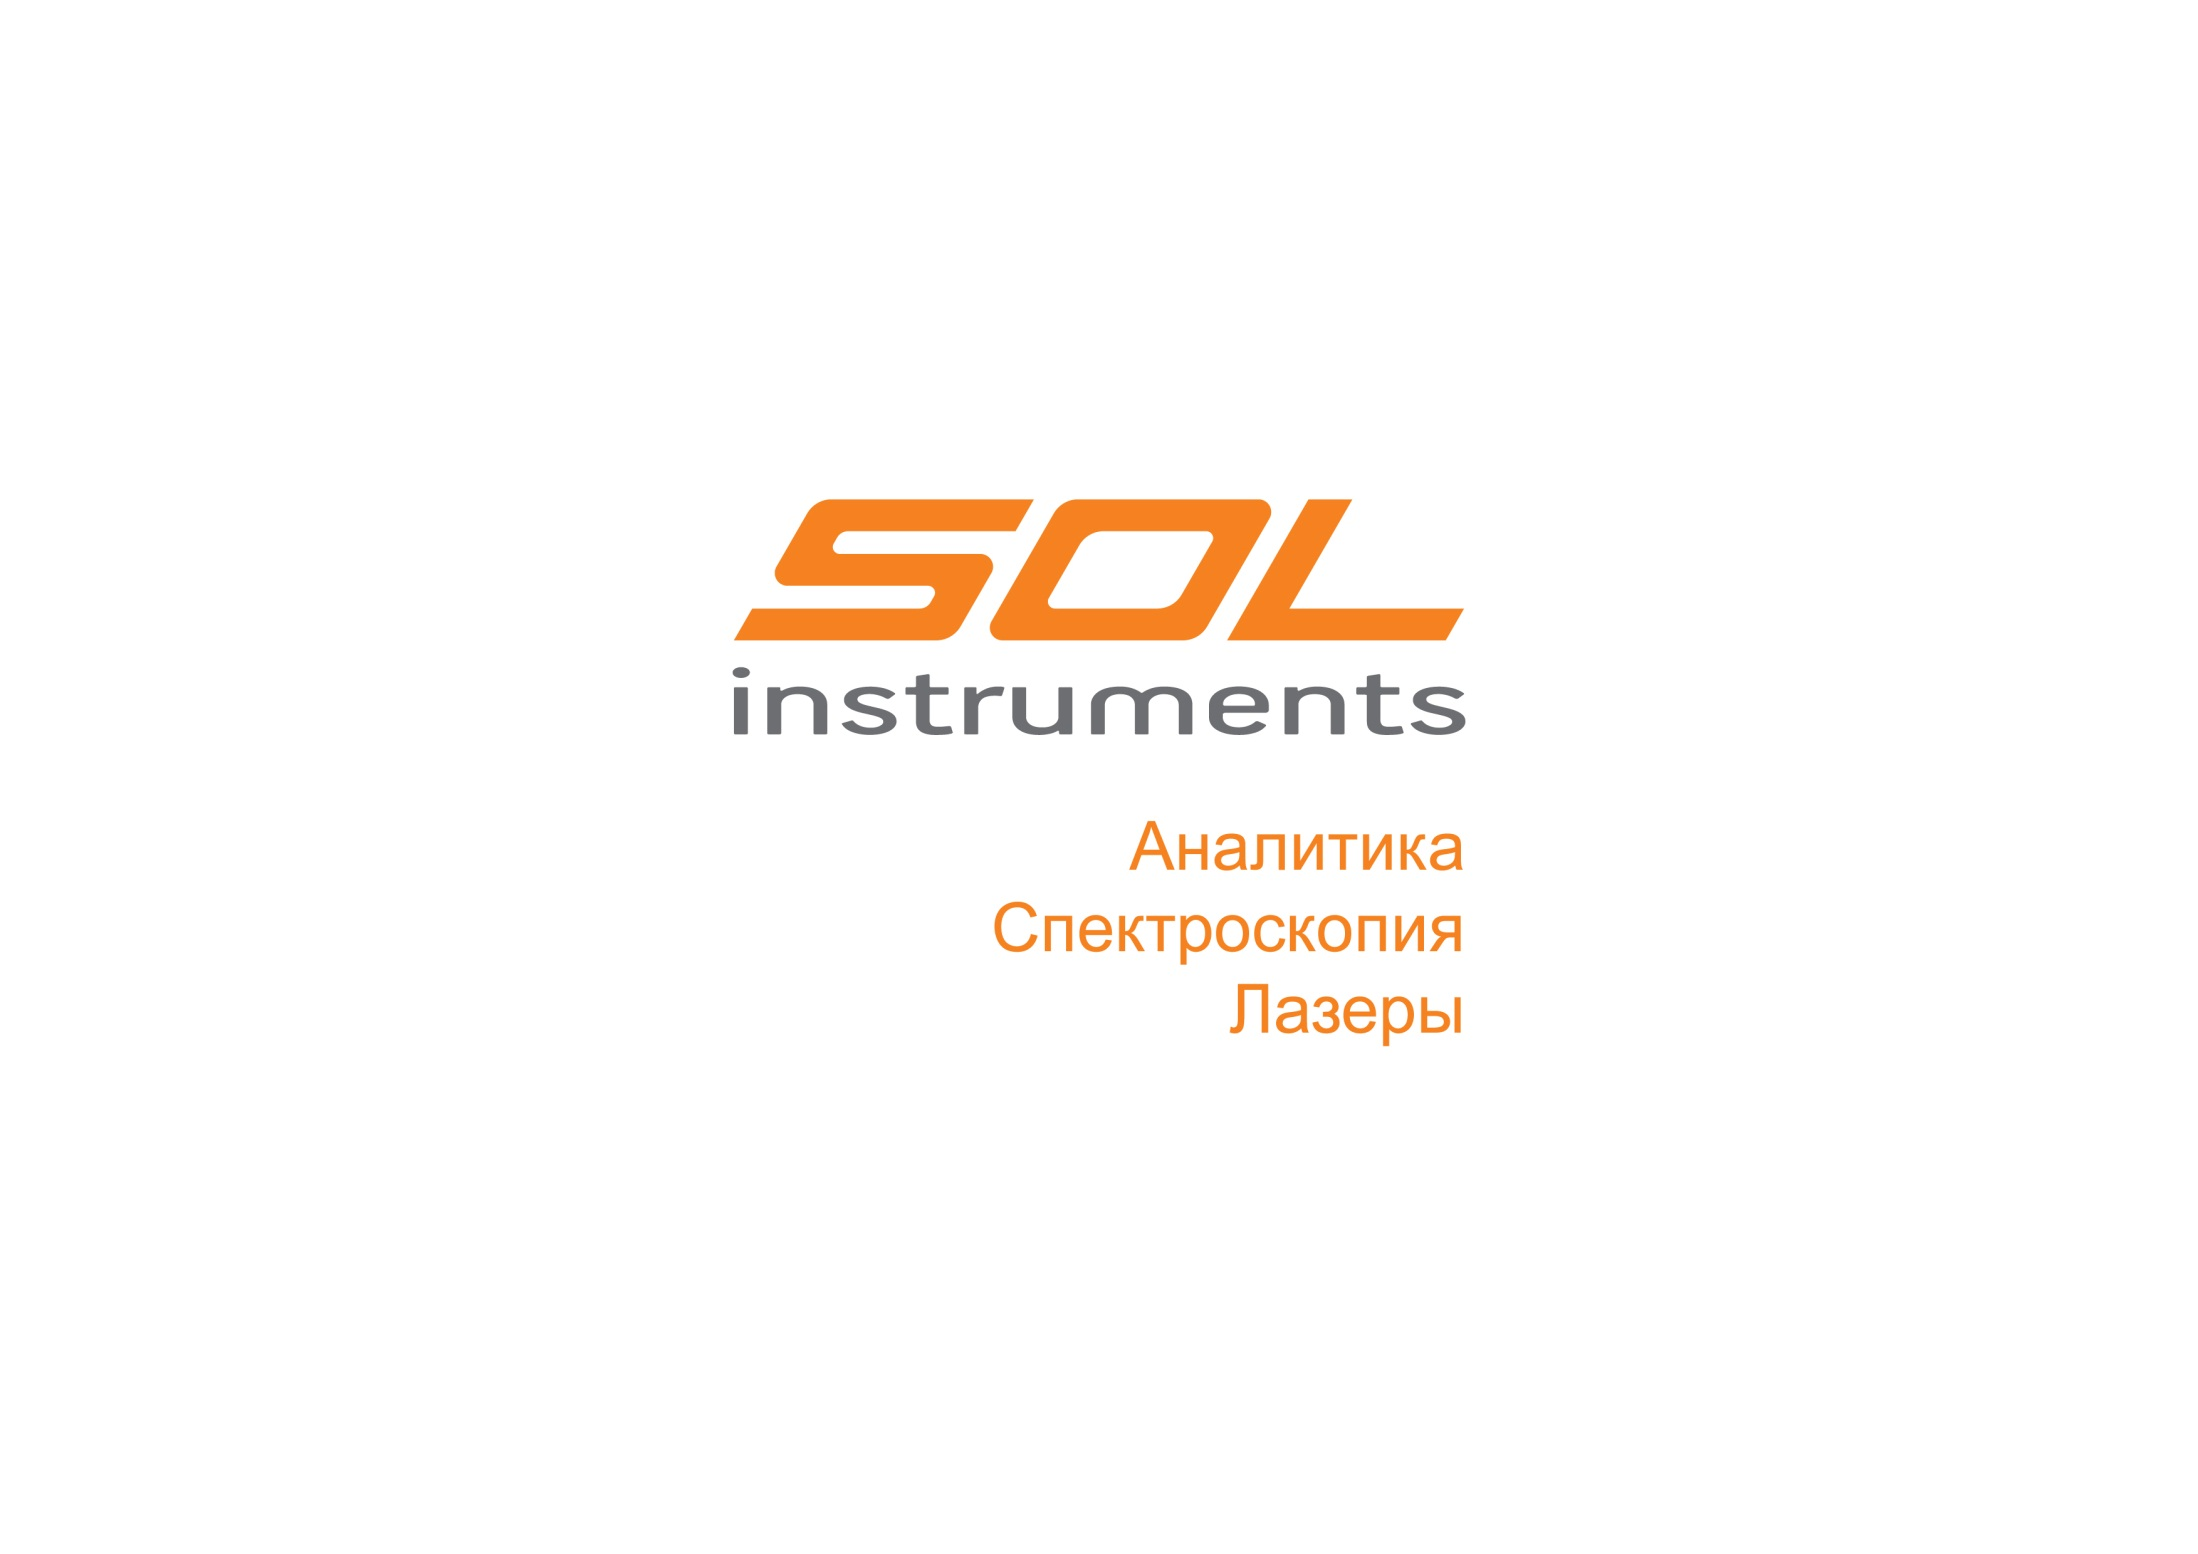 SOL
instruments
Аналитика
Спектроскопия
Лазеры